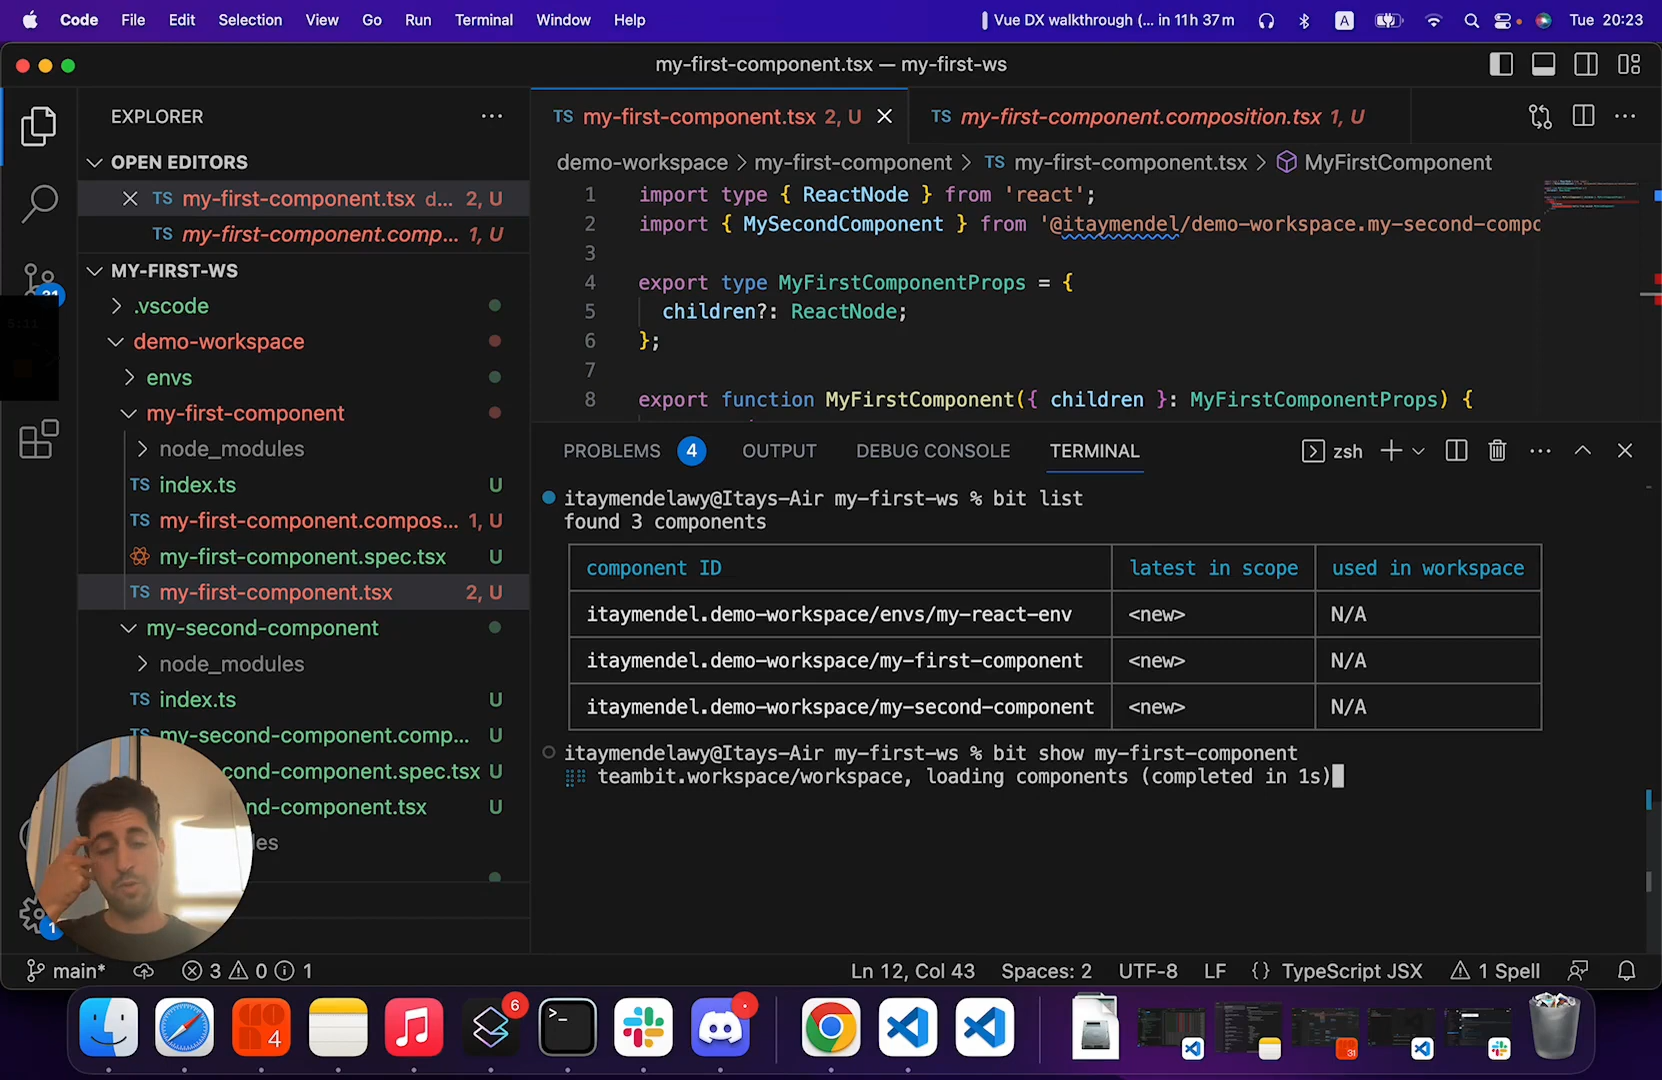 Code File Edit Selection View Go Run Terminal Window Help Vue DX walkthrough (... in 11h 37m A Tue 20:23
my-first-component.tsx — my-first-ws
EXPLORER
OPEN EDITORS
TS my-first-component.tsx d... 2, U
TS my-first-component.comp... 1, U
MY-FIRST-WS
.vscode
demo-workspace
envs
my-first-component
node_modules
TS index.ts U
TS my-first-component.compos... 1, U
my-first-component.spec.tsx U
TS my-first-component.tsx 2, U
my-second-component
node_modules
TS index.ts U
TS my-second-component.comp... U
cond-component.spec.tsx U
nd-component.tsx U
les
31
1
TS my-first-component.tsx 2, U TS my-first-component.composition.tsx 1, U
demo-workspace > my-first-component > TS my-first-component.tsx > MyFirstComponent
1 import type { ReactNode } from 'react';
2 import { MySecondComponent } from '@itaymendel/demo-workspace.my-second-compo
3
4 export type MyFirstComponentProps = {
5 children?: ReactNode;
6 };
7
8 export function MyFirstComponent({ children }: MyFirstComponentProps) {
PROBLEMS 4 OUTPUT DEBUG CONSOLE TERMINAL zsh
itaymendelawy@Itays-Air my-first-ws % bit list
found 3 components
component ID latest in scope used in workspace
itaymendel.demo-workspace/envs/my-react-env <new> N/A
itaymendel.demo-workspace/my-first-component <new> N/A
itaymendel.demo-workspace/my-second-component <new> N/A
itaymendelawy@Itays-Air my-first-ws % bit show my-first-component
teambit.workspace/workspace, loading components (completed in 1s)
main* 3 0 1 Ln 12, Col 43 Spaces: 2 UTF-8 LF {} TypeScript JSX 1 Spell
4 6 31